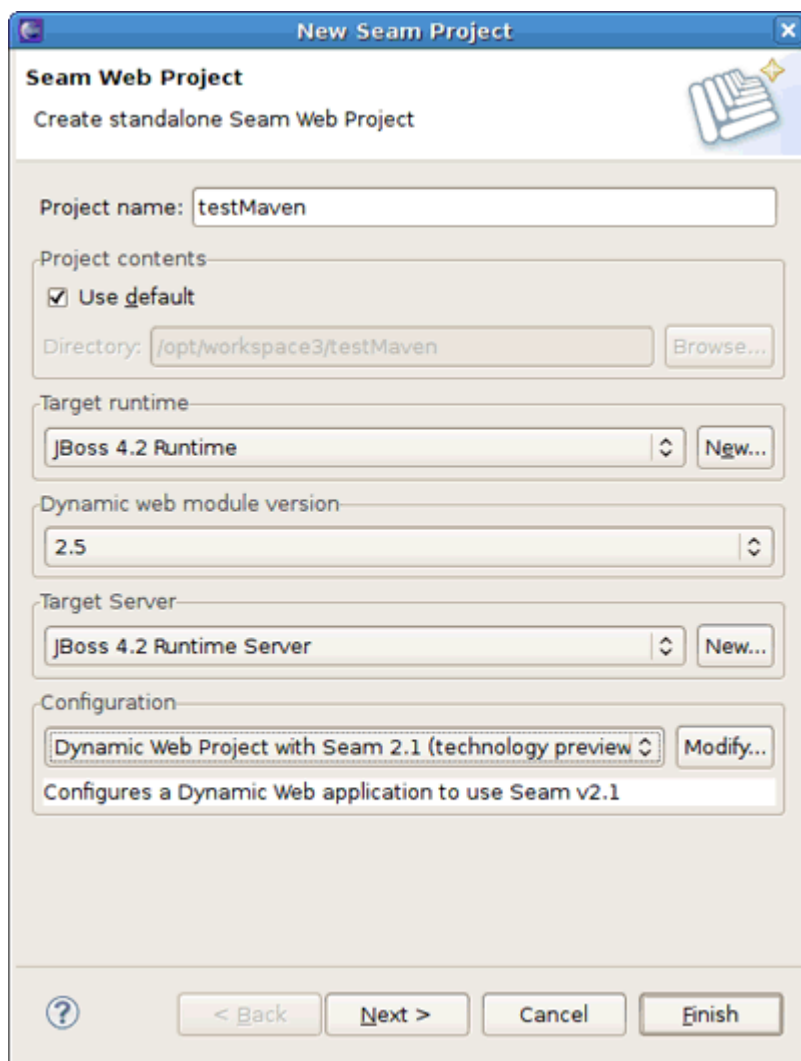 New Seam Project
Seam Web Project
Create standalone Seam Web Project
Project name: testMaven
Project contents
Use default
Directory: /opt/workspace3/testMaven Browse...
Target runtime
JBoss 4.2 Runtime New...
Dynamic web module version
2.5
Target Server
JBoss 4.2 Runtime Server New...
Configuration
Dynamic Web Project with Seam 2.1 (technology preview Modify...
Configures a Dynamic Web application to use Seam v2.1
? < Back Next > Cancel Finish